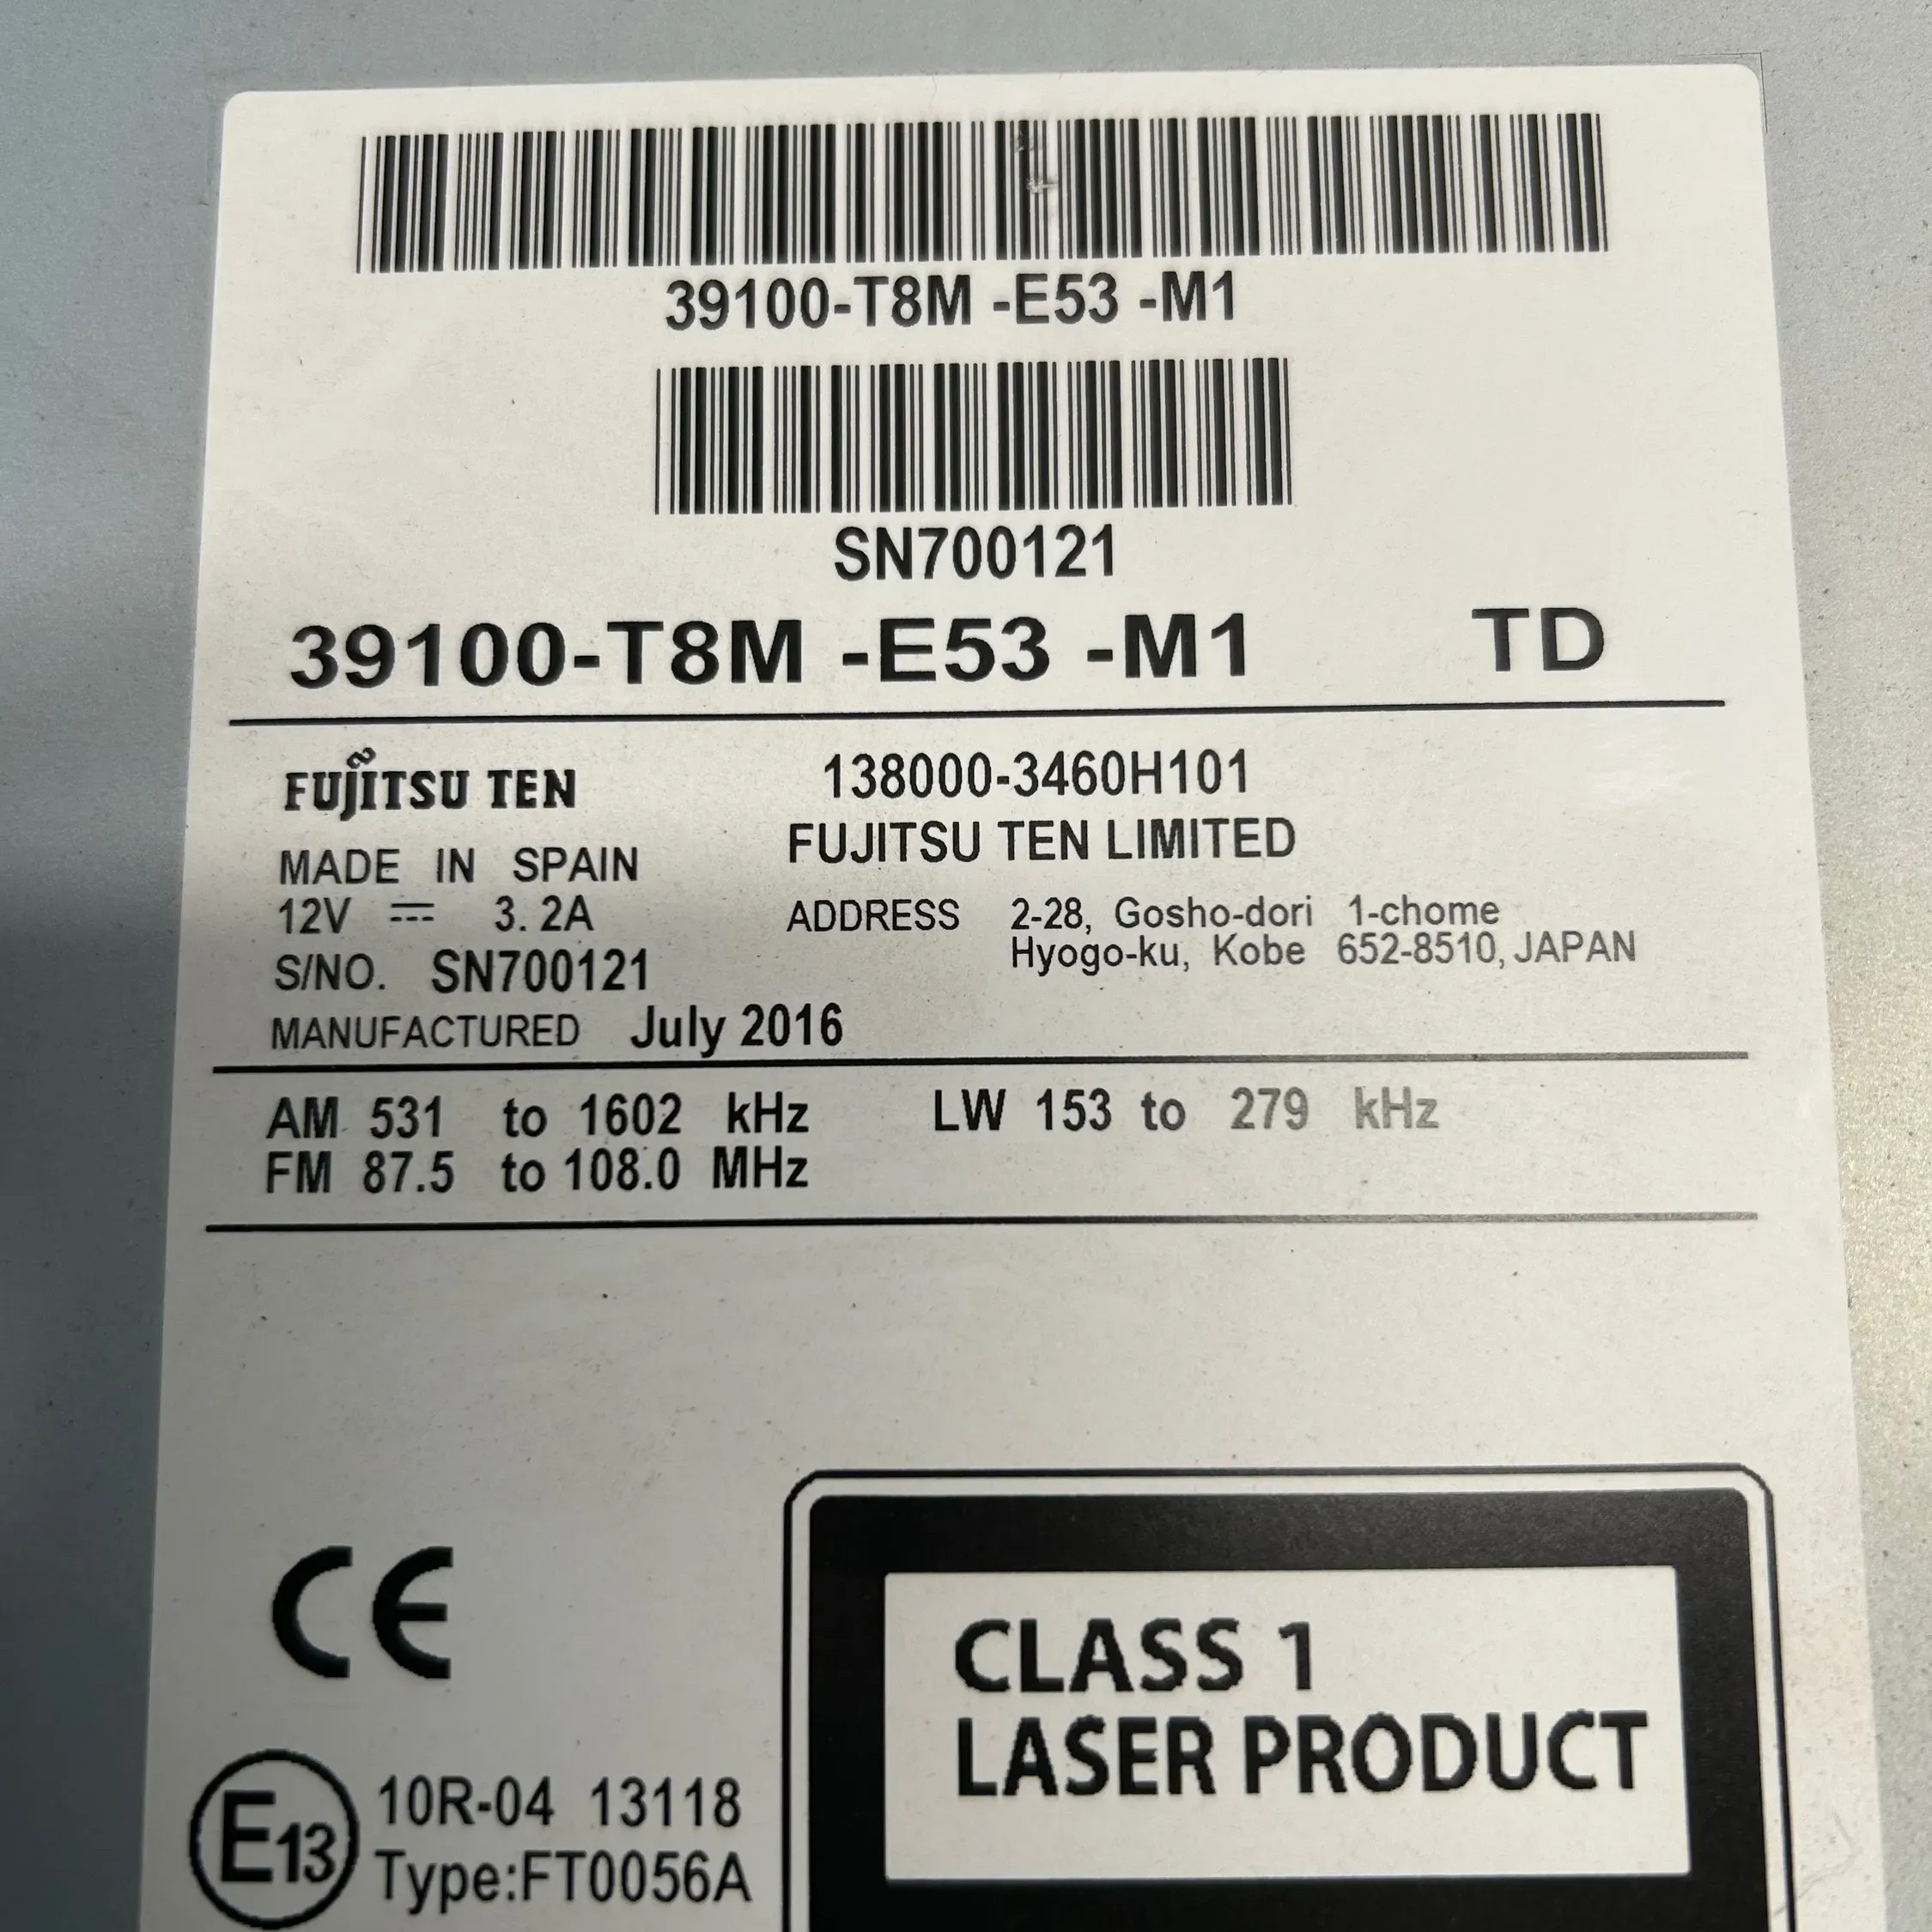 39100-T8M -E53 -M1
SN700121
39100-T8M -E53 -M1 TD
FUJITSU TEN 138000-3460H101
FUJITSU TEN LIMITED
MADE IN SPAIN
12V 3.2A
ADDRESS 2-28, Gosho-dori 1-chome
Hyogo-ku, Kobe 652-8510, JAPAN
S/NO. SN700121
MANUFACTURED July 2016
AM 531 to 1602 kHz LW 153 to 279 kHz
FM 87.5 to 108.0 MHz
CE
CLASS 1
LASER PRODUCT
E13 10R-04 13118
Type:FT0056A